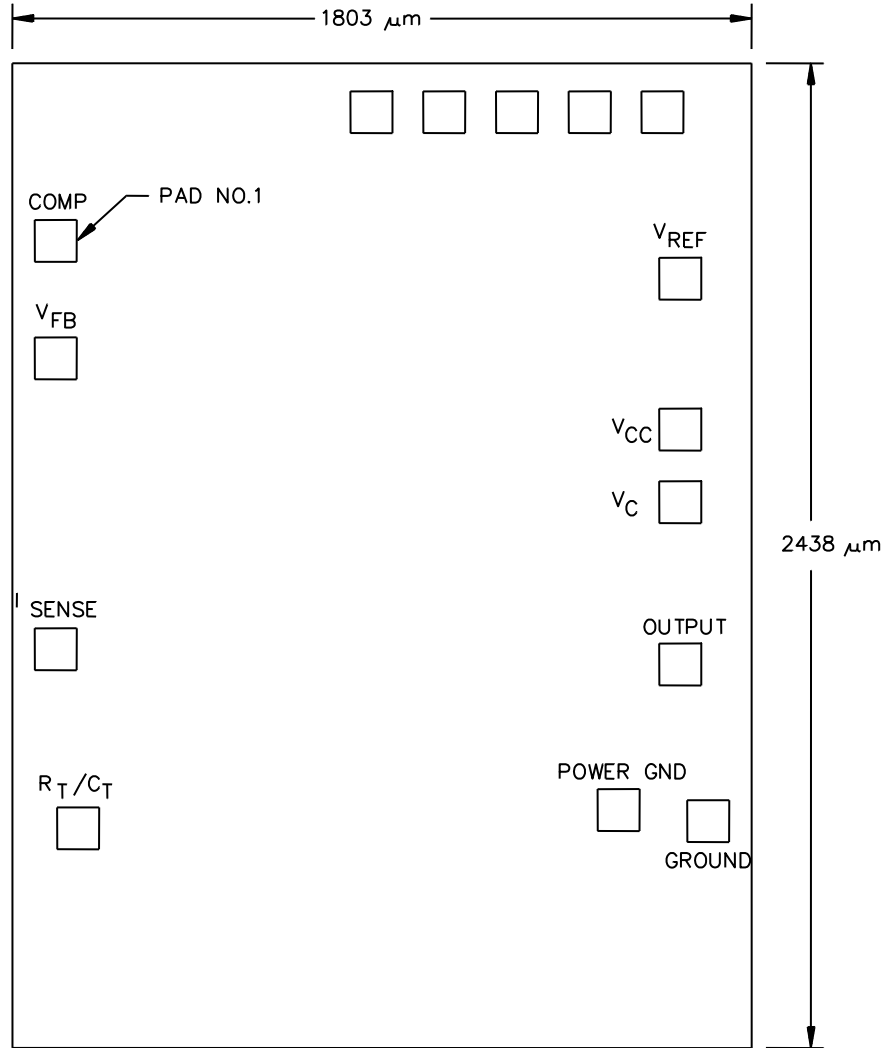 1803 μm
COMP
PAD NO.1
VREF
VFB
VCC
VC
2438 μm
I SENSE
OUTPUT
RT/CT
POWER GND
GROUND